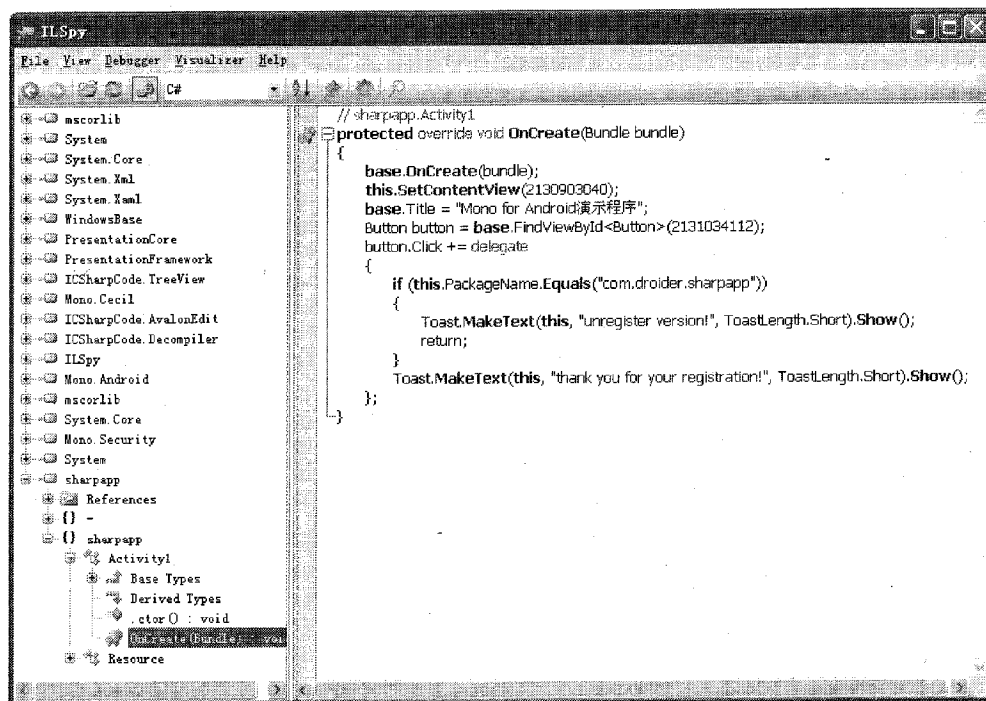 ILSpy
File View Debugger Visualizer Help
C#
mscorlib
System
System.Core
System.Xml
System.Xaml
WindowsBase
PresentationCore
PresentationFramework
ICSharpCode.TreeView
Mono.Cecil
ICSharpCode.AvalonEdit
ICSharpCode.Decompiler
ILSpy
Mono.Android
mscorlib
System.Core
Mono.Security
System
sharpapp
References
{} -
{} sharpapp
Activity1
Base Types
Derived Types
.ctor() : void
OnCreate(Bundle) : voi
Resource
// sharpapp.Activity1
protected override void OnCreate(Bundle bundle)
{
base.OnCreate(bundle);
this.SetContentView(2130903040);
base.Title = "Mono for Android演示程序";
Button button = base.FindViewById<Button>(2131034112);
button.Click += delegate
{
if (this.PackageName.Equals("com.droider.sharpapp"))
{
Toast.MakeText(this, "unregister version!", ToastLength.Short).Show();
return;
}
Toast.MakeText(this, "thank you for your registration!", ToastLength.Short).Show();
};
}